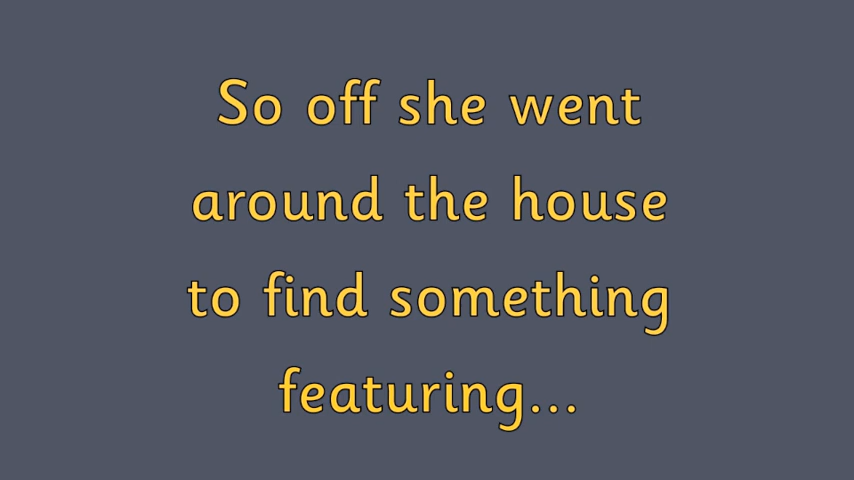 So off she went
around the house
to find something
featuring...